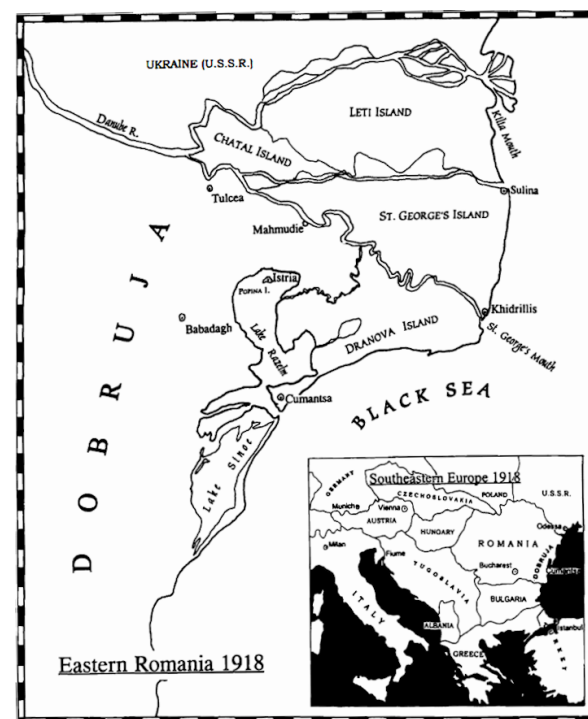 UKRAINE (U.S.S.R.)
LETI ISLAND
Danube R.
Kilia Mouth
CHATAL ISLAND
Tulcea
Sulina
ST. GEORGE'S ISLAND
Mahmudie
Istria
POPINA I.
Khidrillis
Babadagh
Lake Razelm
DRANOVA ISLAND
St. George's Mouth
Cumantsa
BLACK SEA
DOBRUJA
Lake Sinoe
Eastern Romania 1918
Southeastern Europe 1918
GERMANY
CZECHOSLOVAKIA
POLAND
U.S.S.R.
Munich
Vienna
AUSTRIA
HUNGARY
Odessa
ROMANIA
Milan
Fiume
DOBRUJA
YUGOSLAVIA
Bucharest
Cumantsa
ITALY
BULGARIA
ALBANIA
Istanbul
GREECE